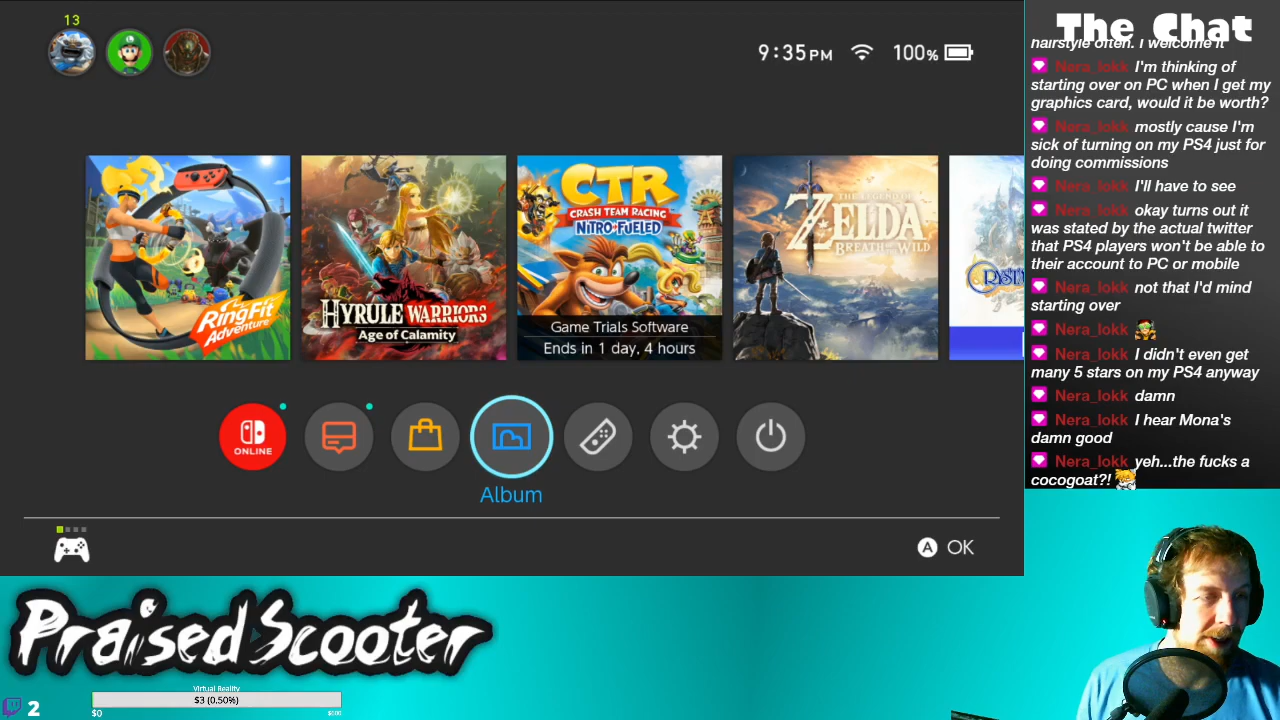 13
9:35PM
100%
The Chat
hairstyle often. I welcome it
Nera_lokk I'm thinking of
starting over on PC when I get my
graphics card, would it be worth?
Nera_lokk mostly cause I'm
sick of turning on my PS4 just for
doing commissions
Nera_lokk I'll have to see
Nera_lokk okay turns out it
was stated by the actual twitter
that PS4 players won't be able to
their account to PC or mobile
Nera_lokk not that I'd mind
starting over
Nera_lokk
Nera_lokk I didn't even get
many 5 stars on my PS4 anyway
Nera_lokk damn
Nera_lokk I hear Mona's
damn good
Nera_lokk yeh...the fucks a
cocogoat?!
RingFit
Adventure
HYRULE WARRIORS
Age of Calamity
CTR
CRASH TEAM RACING
NITRO-FUELED
Game Trials Software
Ends in 1 day, 4 hours
THE LEGEND OF
ZELDA
BREATH OF THE WILD
ONLINE
Album
A OK
PraisedScooter
2
Virtual Reality
$3 (0.50%)
$0
$600